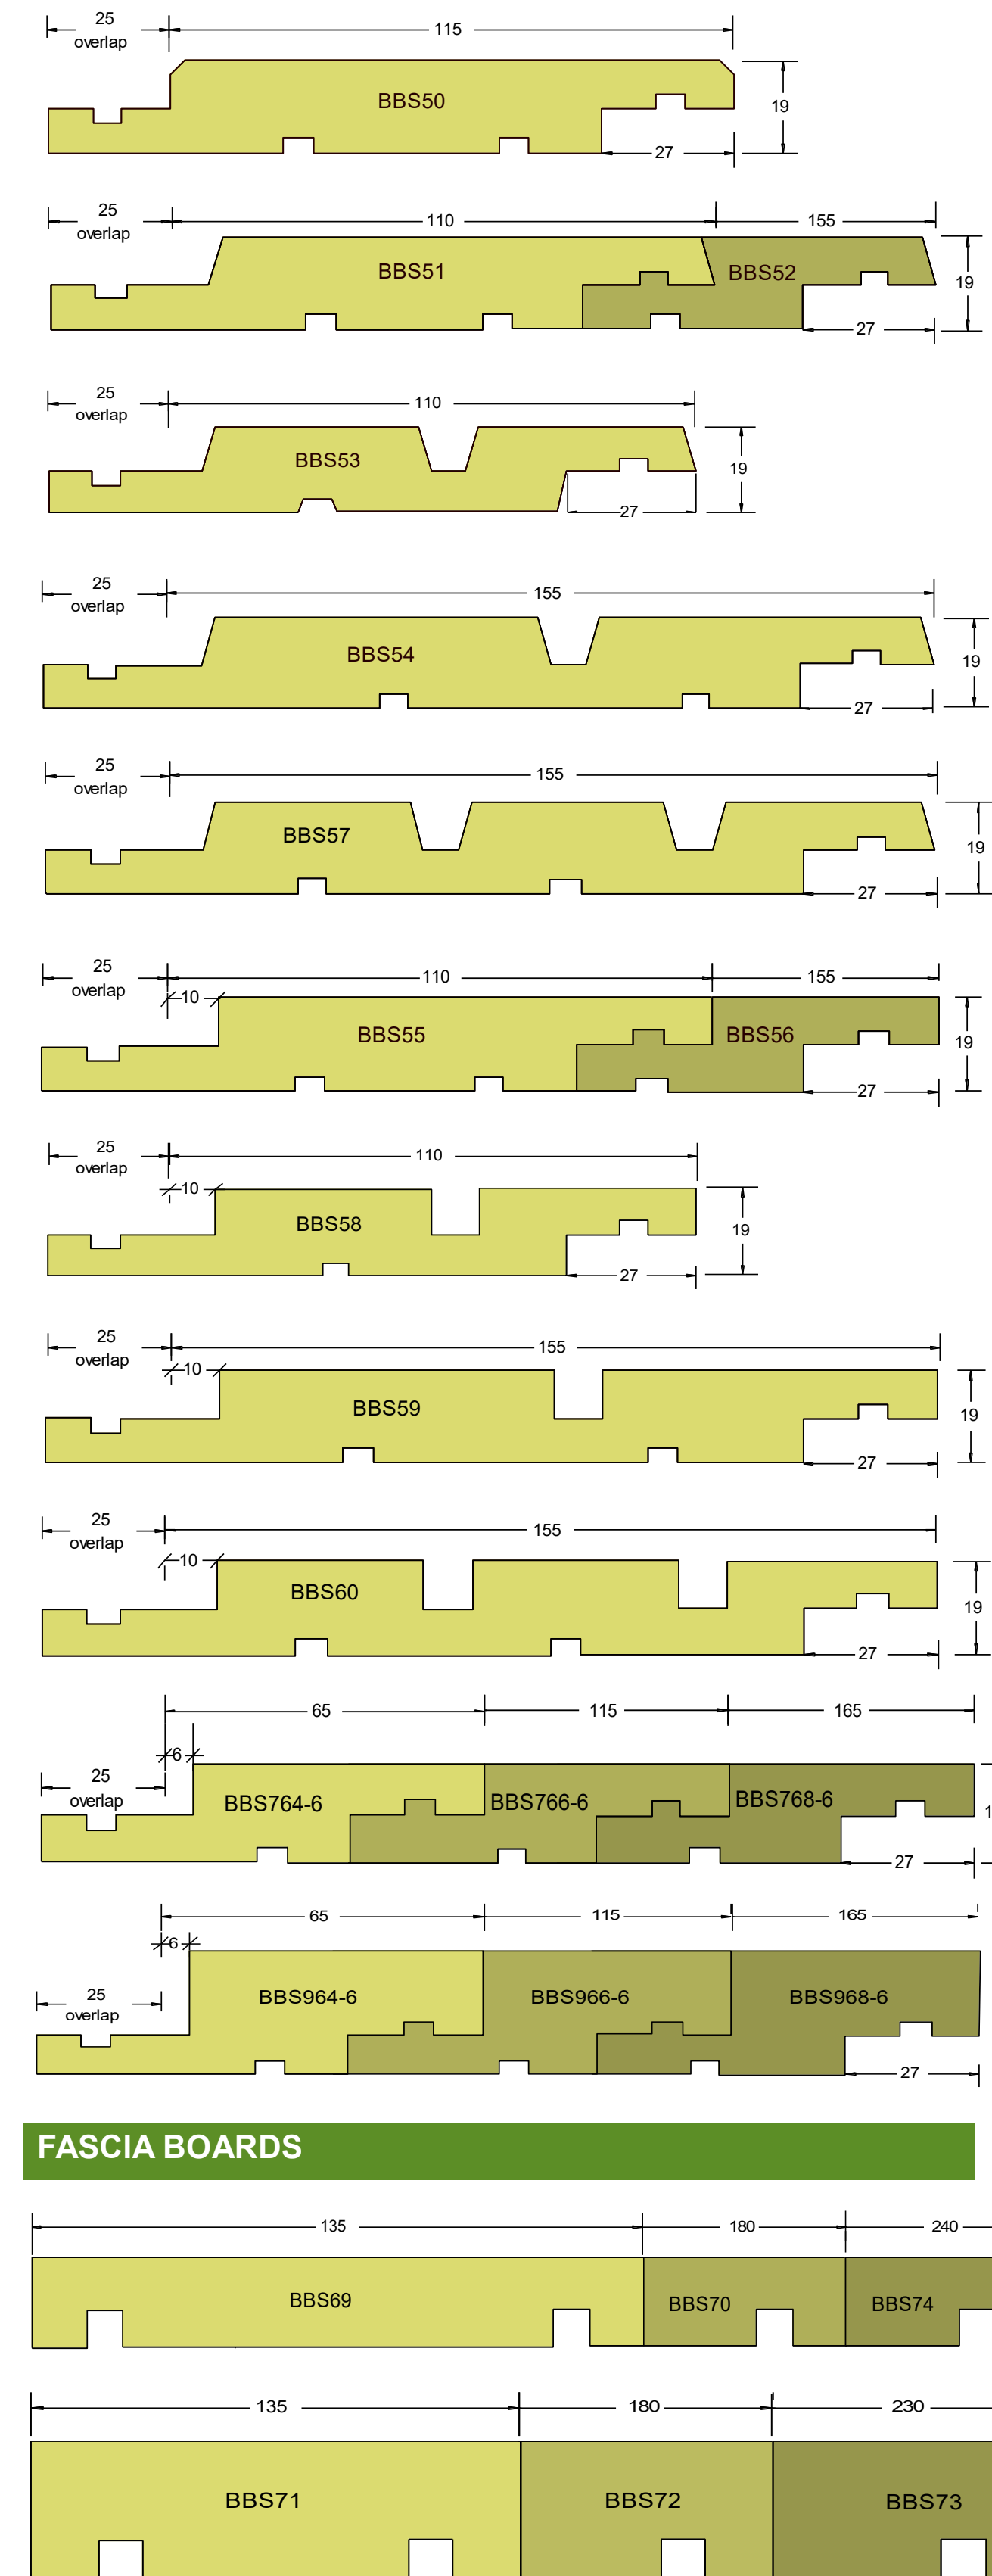 25 115
overlap
BBS50
19
27
25 110 155
overlap
BBS51 BBS52
19
27
25 110
overlap
BBS53
19
27
25 155
overlap
BBS54
19
27
25 155
overlap
BBS57
19
27
25 110 155
overlap
10
BBS55 BBS56
19
27
25 110
overlap
10
BBS58
19
27
25 155
overlap
10
BBS59
19
27
25 155
overlap
10
BBS60
19
27
65 115 165
6
25
overlap
BBS764-6 BBS766-6 BBS768-6
27
65 115 165
6
25
overlap
BBS964-6 BBS966-6 BBS968-6
27
FASCIA BOARDS
135 180 240
BBS69 BBS70 BBS74
135 180 230
BBS71 BBS72 BBS73